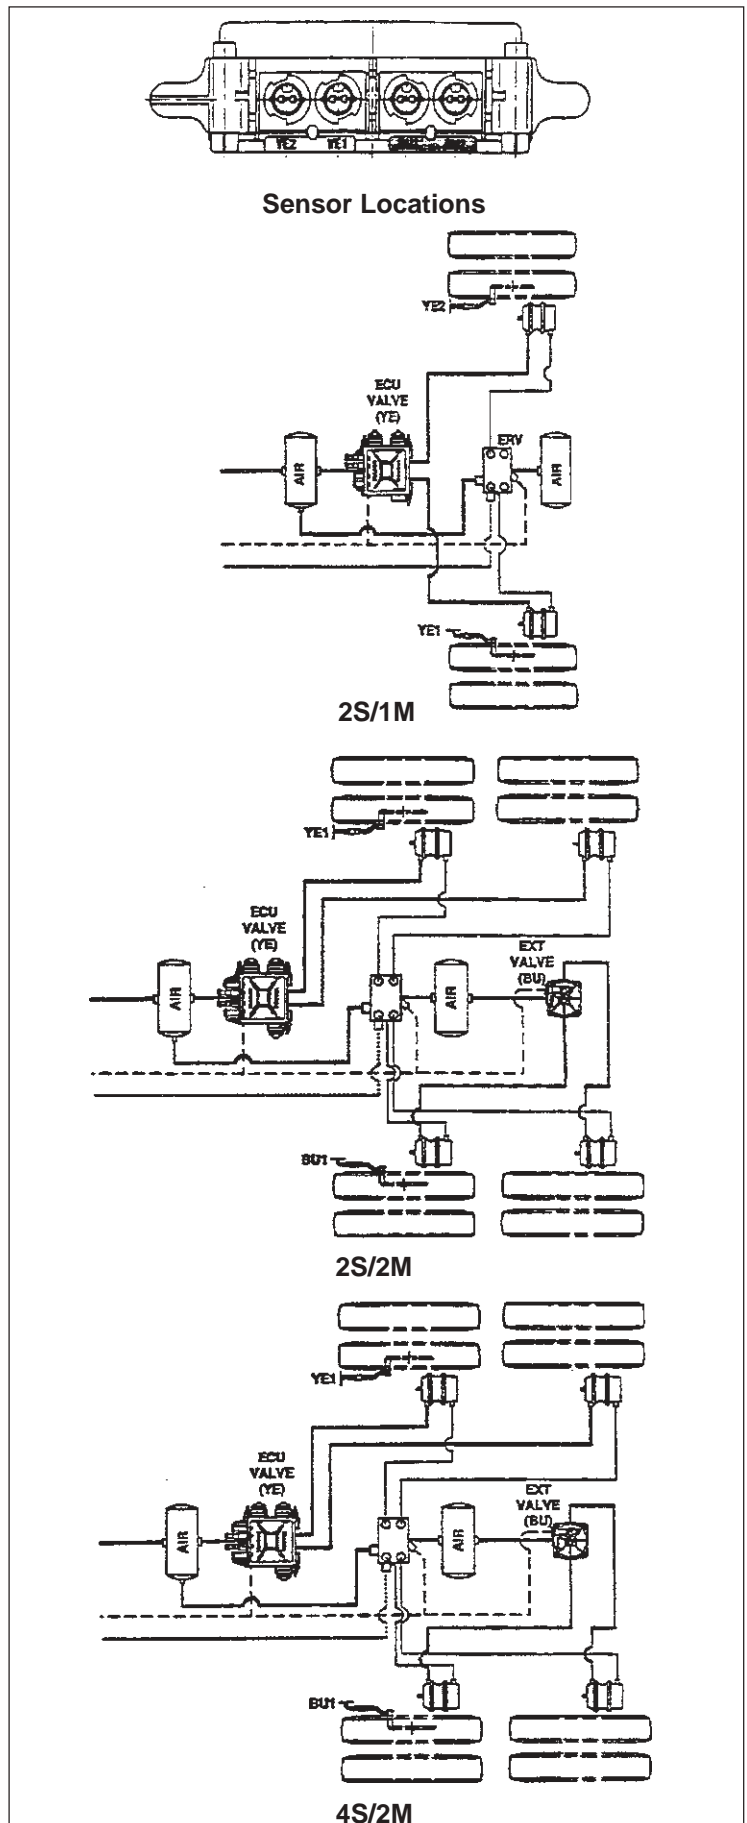 YE2 YE1
Sensor Locations
YE2
ECU
VALVE
(YE)
ERV
AIR
AIR
YE1
2S/1M
YE1
ECU
VALVE
(YE)
EXT
VALVE
(BU)
AIR
AIR
BU1
2S/2M
YE1
ECU
VALVE
(YE)
EXT
VALVE
(BU)
AIR
AIR
BU1
4S/2M